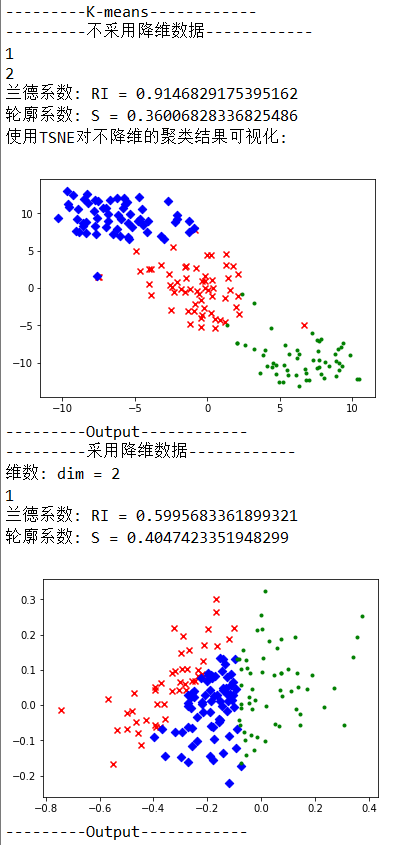 ---------K-means------------
---------不采用降维数据------------
1
2
兰德系数: RI = 0.9146829175395162
轮廓系数: S = 0.36006828336825486
使用TSNE对不降维的聚类结果可视化:
10
5
0
−5
−10
−10 −5 0 5 10
---------Output------------
---------采用降维数据------------
维数: dim = 2
1
兰德系数: RI = 0.5995683361899321
轮廓系数: S = 0.4047423351948299
0.3
0.2
0.1
0.0
−0.1
−0.2
−0.8 −0.6 −0.4 −0.2 0.0 0.2 0.4
---------Output------------